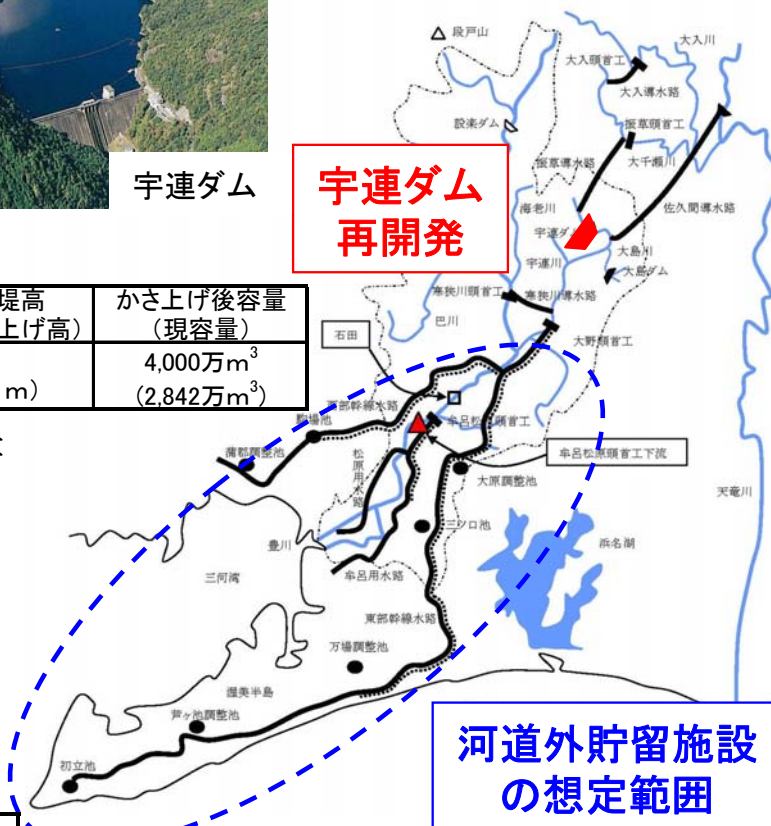 宇連ダム
宇連ダム
再開発
堤高
上げ高)
かさ上げ後容量
(現容量)
m)
4,000万m³
(2,842万m³)
段戸山
大入川
大入頭首工
大入導水路
設楽ダム
振草頭首工
振草導水路
大千瀬川
海老川
佐久間導水路
宇連ダム
宇連川
大島川
大島ダム
寒狭川頭首工
寒狭川導水路
巴川
石田
大野頭首工
西部幹線水路
駒場池
牟呂松原頭首工
蒲郡調整池
松原用水路
牟呂松原頭首工下流
大原調整池
天竜川
三ツ口池
豊川
浜名湖
三河湾
牟呂用水路
東部幹線水路
万場調整池
渥美半島
芦ヶ池調整池
初立池
河道外貯留施設
の想定範囲